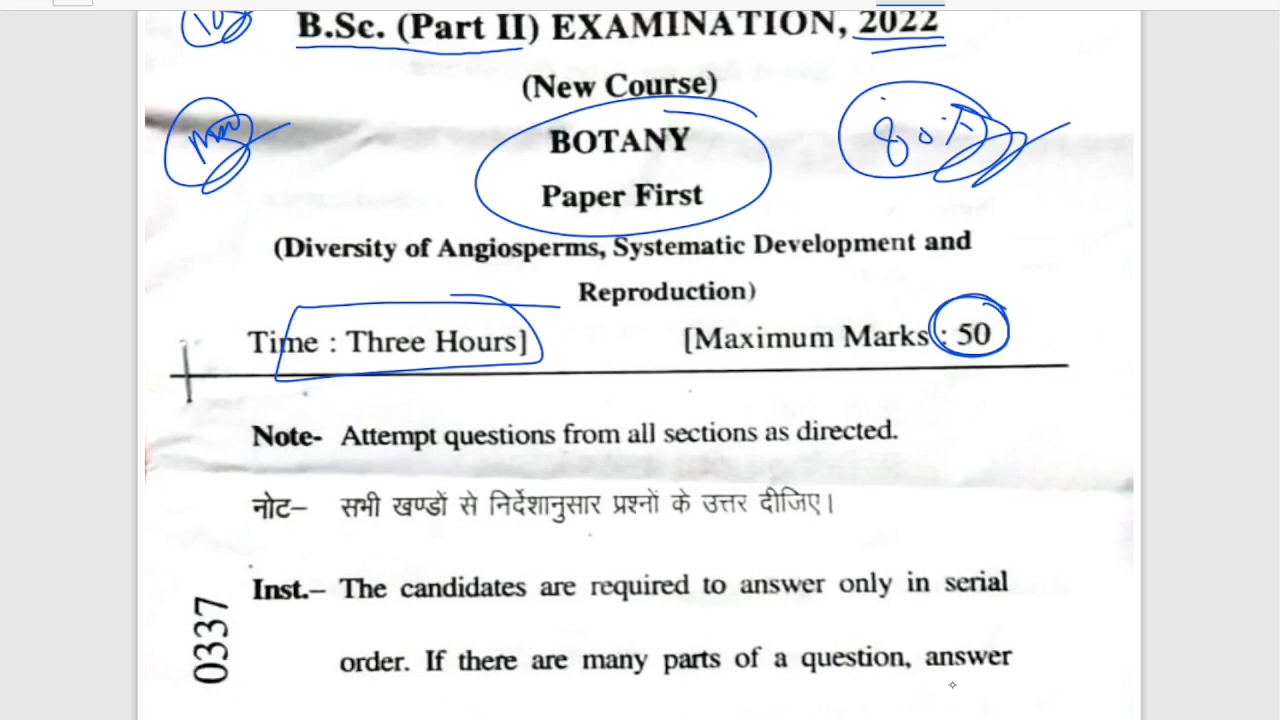 B.Sc. (Part II) EXAMINATION, 2022
(New Course)
BOTANY
Paper First
(Diversity of Angiosperms, Systematic Development and
Reproduction)
Time : Three Hours] [Maximum Marks : 50
Note- Attempt questions from all sections as directed.
नोट– सभी खण्डों से निर्देशानुसार प्रश्नों के उत्तर दीजिए।
Inst.– The candidates are required to answer only in serial
order. If there are many parts of a question, answer
0337